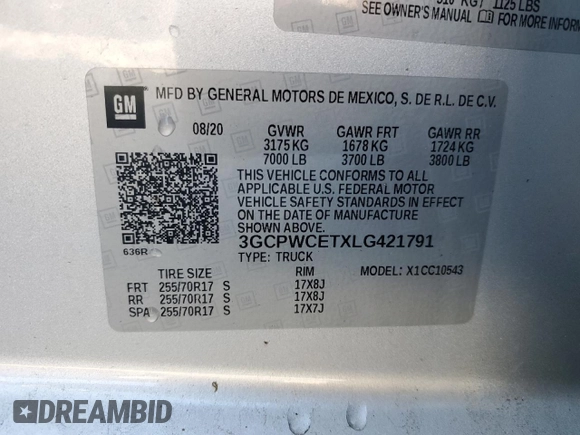 510 KG / 1125 LBS
SEE OWNER'S MANUAL FOR MORE INFORM
GM
MFD BY GENERAL MOTORS DE MEXICO, S. DE R.L. DE C.V.
08/20 GVWR GAWR FRT GAWR RR
3175 KG 1678 KG 1724 KG
7000 LB 3700 LB 3800 LB
THIS VEHICLE CONFORMS TO ALL
APPLICABLE U.S. FEDERAL MOTOR
VEHICLE SAFETY STANDARDS IN EFFECT
ON THE DATE OF MANUFACTURE
SHOWN ABOVE.
636R 3GCPWCETXLG421791
TYPE: TRUCK
TIRE SIZE RIM MODEL: X1CC10543
FRT 255/70R17 S 17X8J
RR 255/70R17 S 17X8J
SPA 255/70R17 S 17X7J
DREAMBID